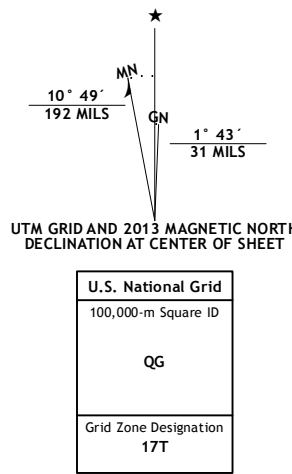 ★
MN
GN
10° 49´
192 MILS
1° 43´
31 MILS
UTM GRID AND 2013 MAGNETIC NORTH
DECLINATION AT CENTER OF SHEET
U.S. National Grid
100,000-m Square ID
QG
Grid Zone Designation
17T